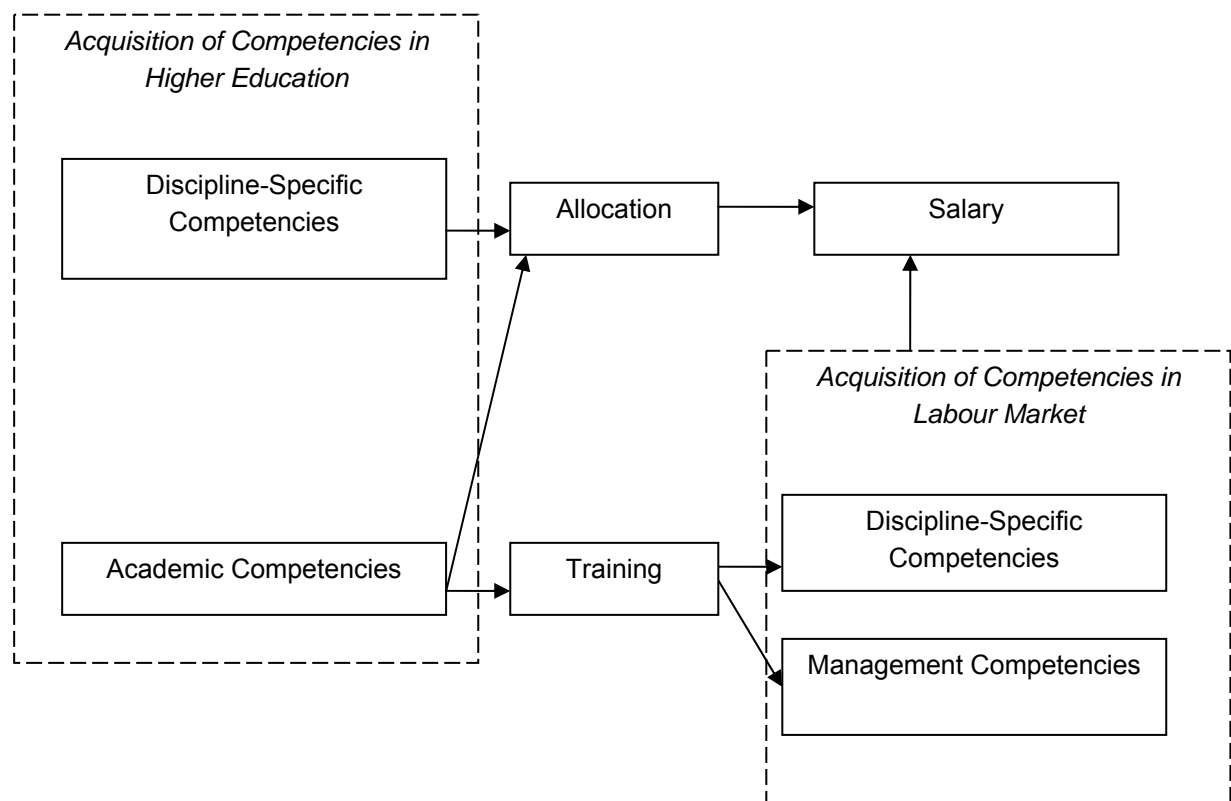 Acquisition of Competencies in
Higher Education
Discipline-Specific
Competencies
Allocation
Salary
Acquisition of Competencies in
Labour Market
Discipline-Specific
Competencies
Academic Competencies
Training
Management Competencies